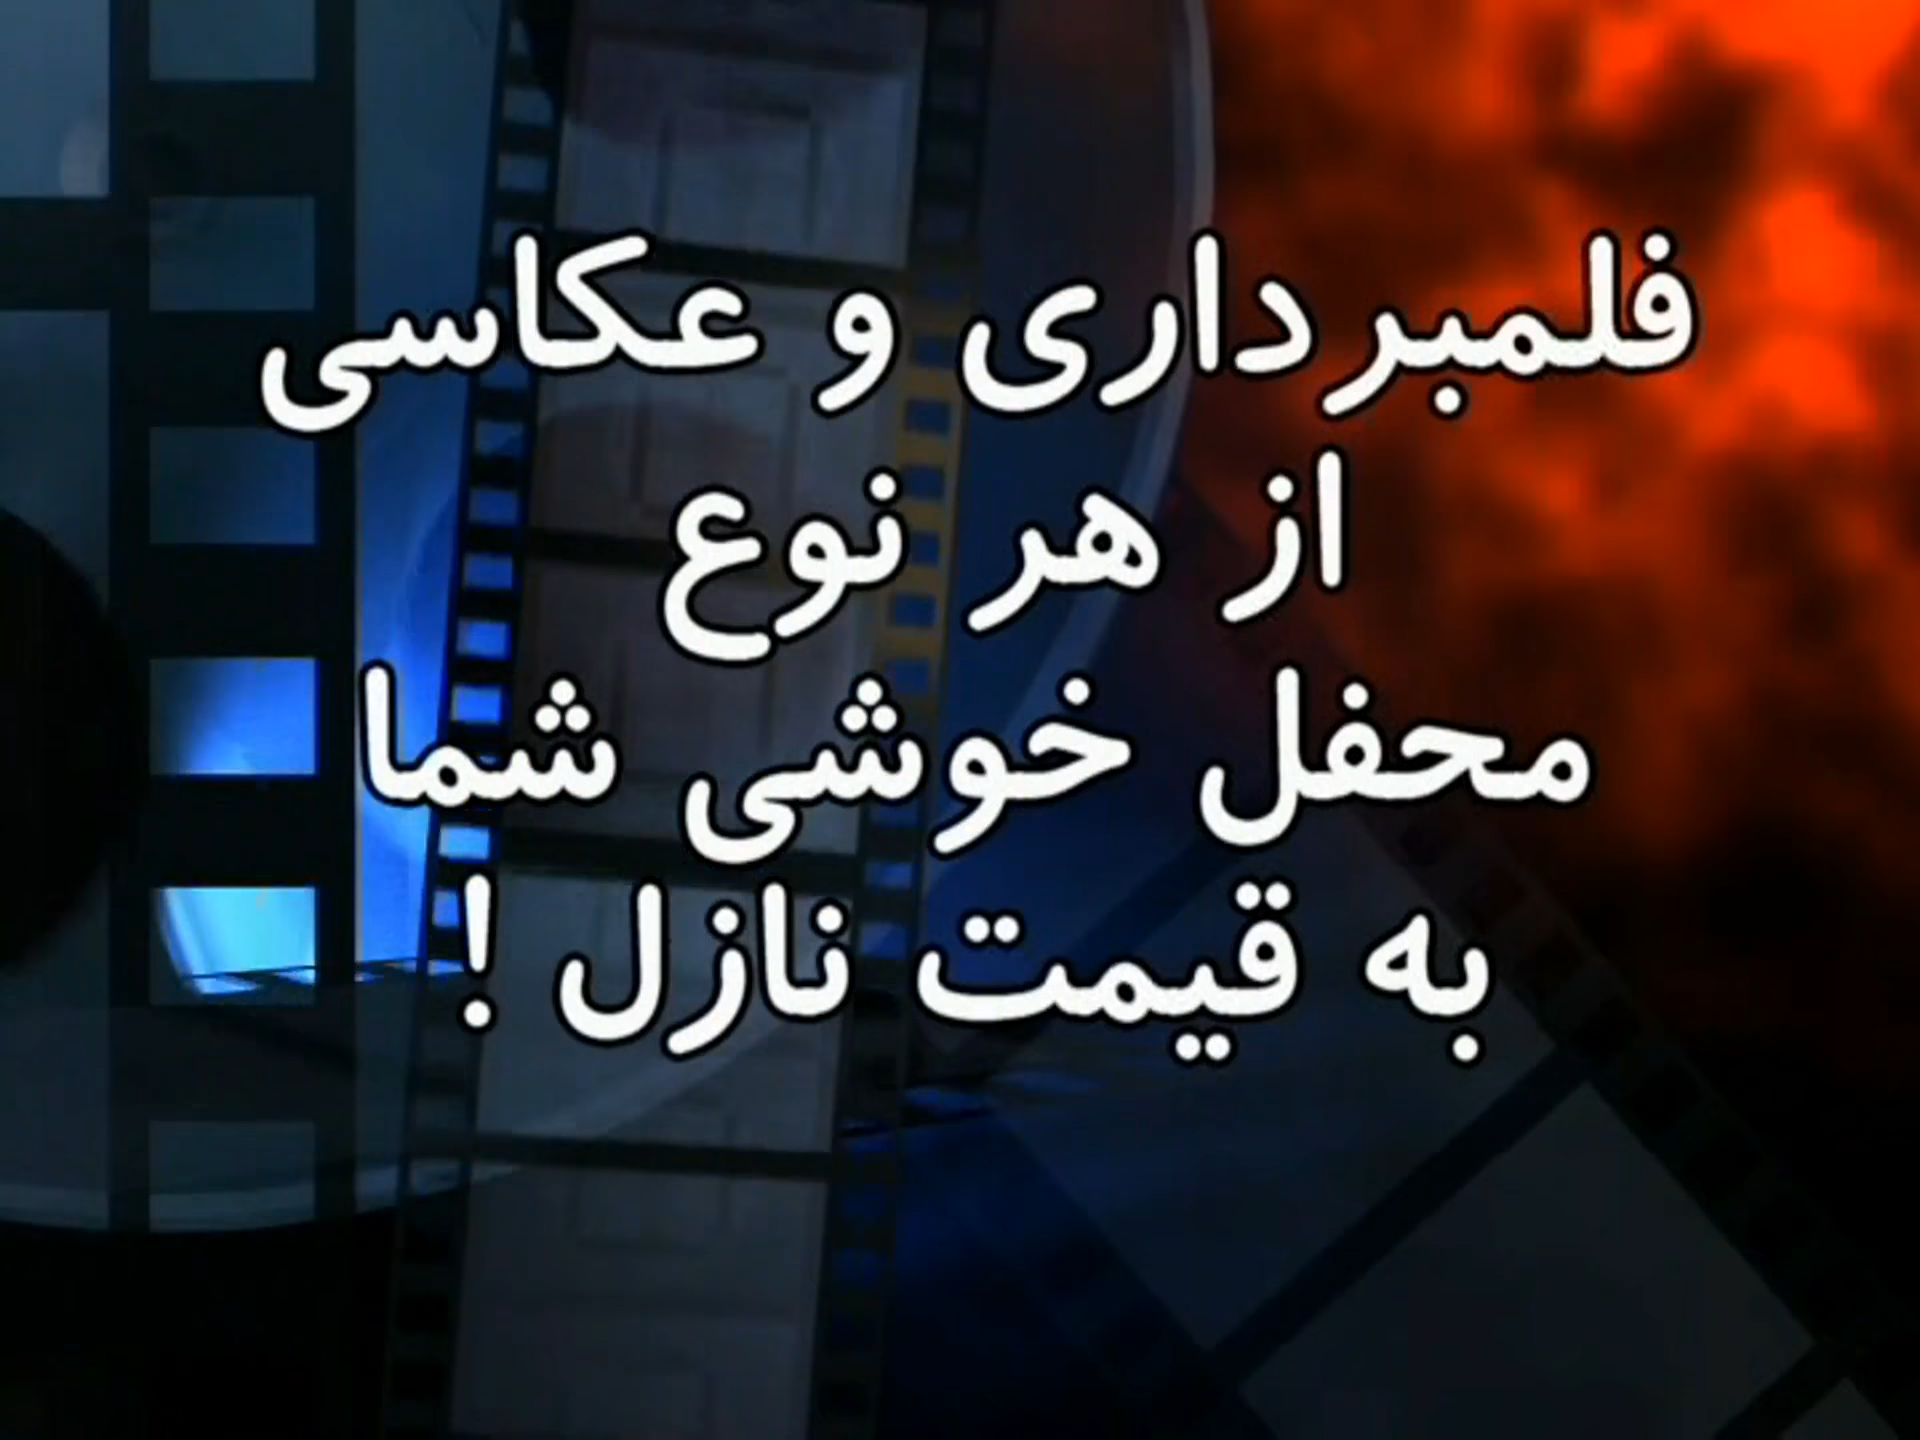 فلمبرداری و عکاسی
از هر نوع
محفل خوشی شما
به قیمت نازل !